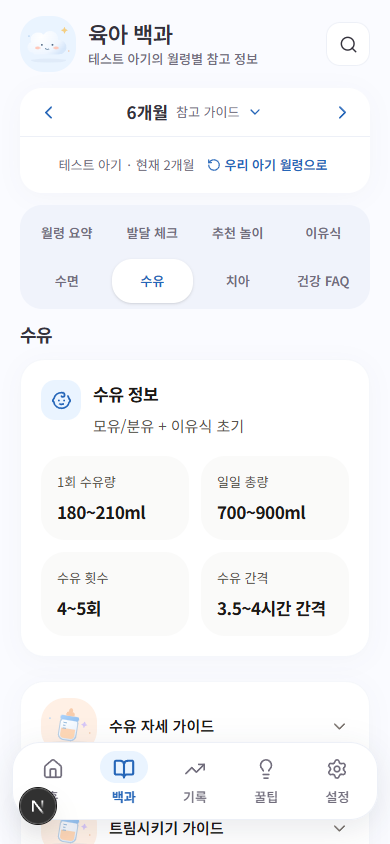 육아 백과
테스트 아기의 월령별 참고 정보
6개월 참고 가이드
테스트 아기 · 현재 2개월 우리 아기 월령으로
월령 요약 발달 체크 추천 놀이 이유식
수면 수유 치아 건강 FAQ
수유
수유 정보
모유/분유 + 이유식 초기
1회 수유량 일일 총량
180~210ml 700~900ml
수유 횟수 수유 간격
4~5회 3.5~4시간 간격
수유 자세 가이드
백과 기록 꿀팁 설정
N
트림시키기 가이드